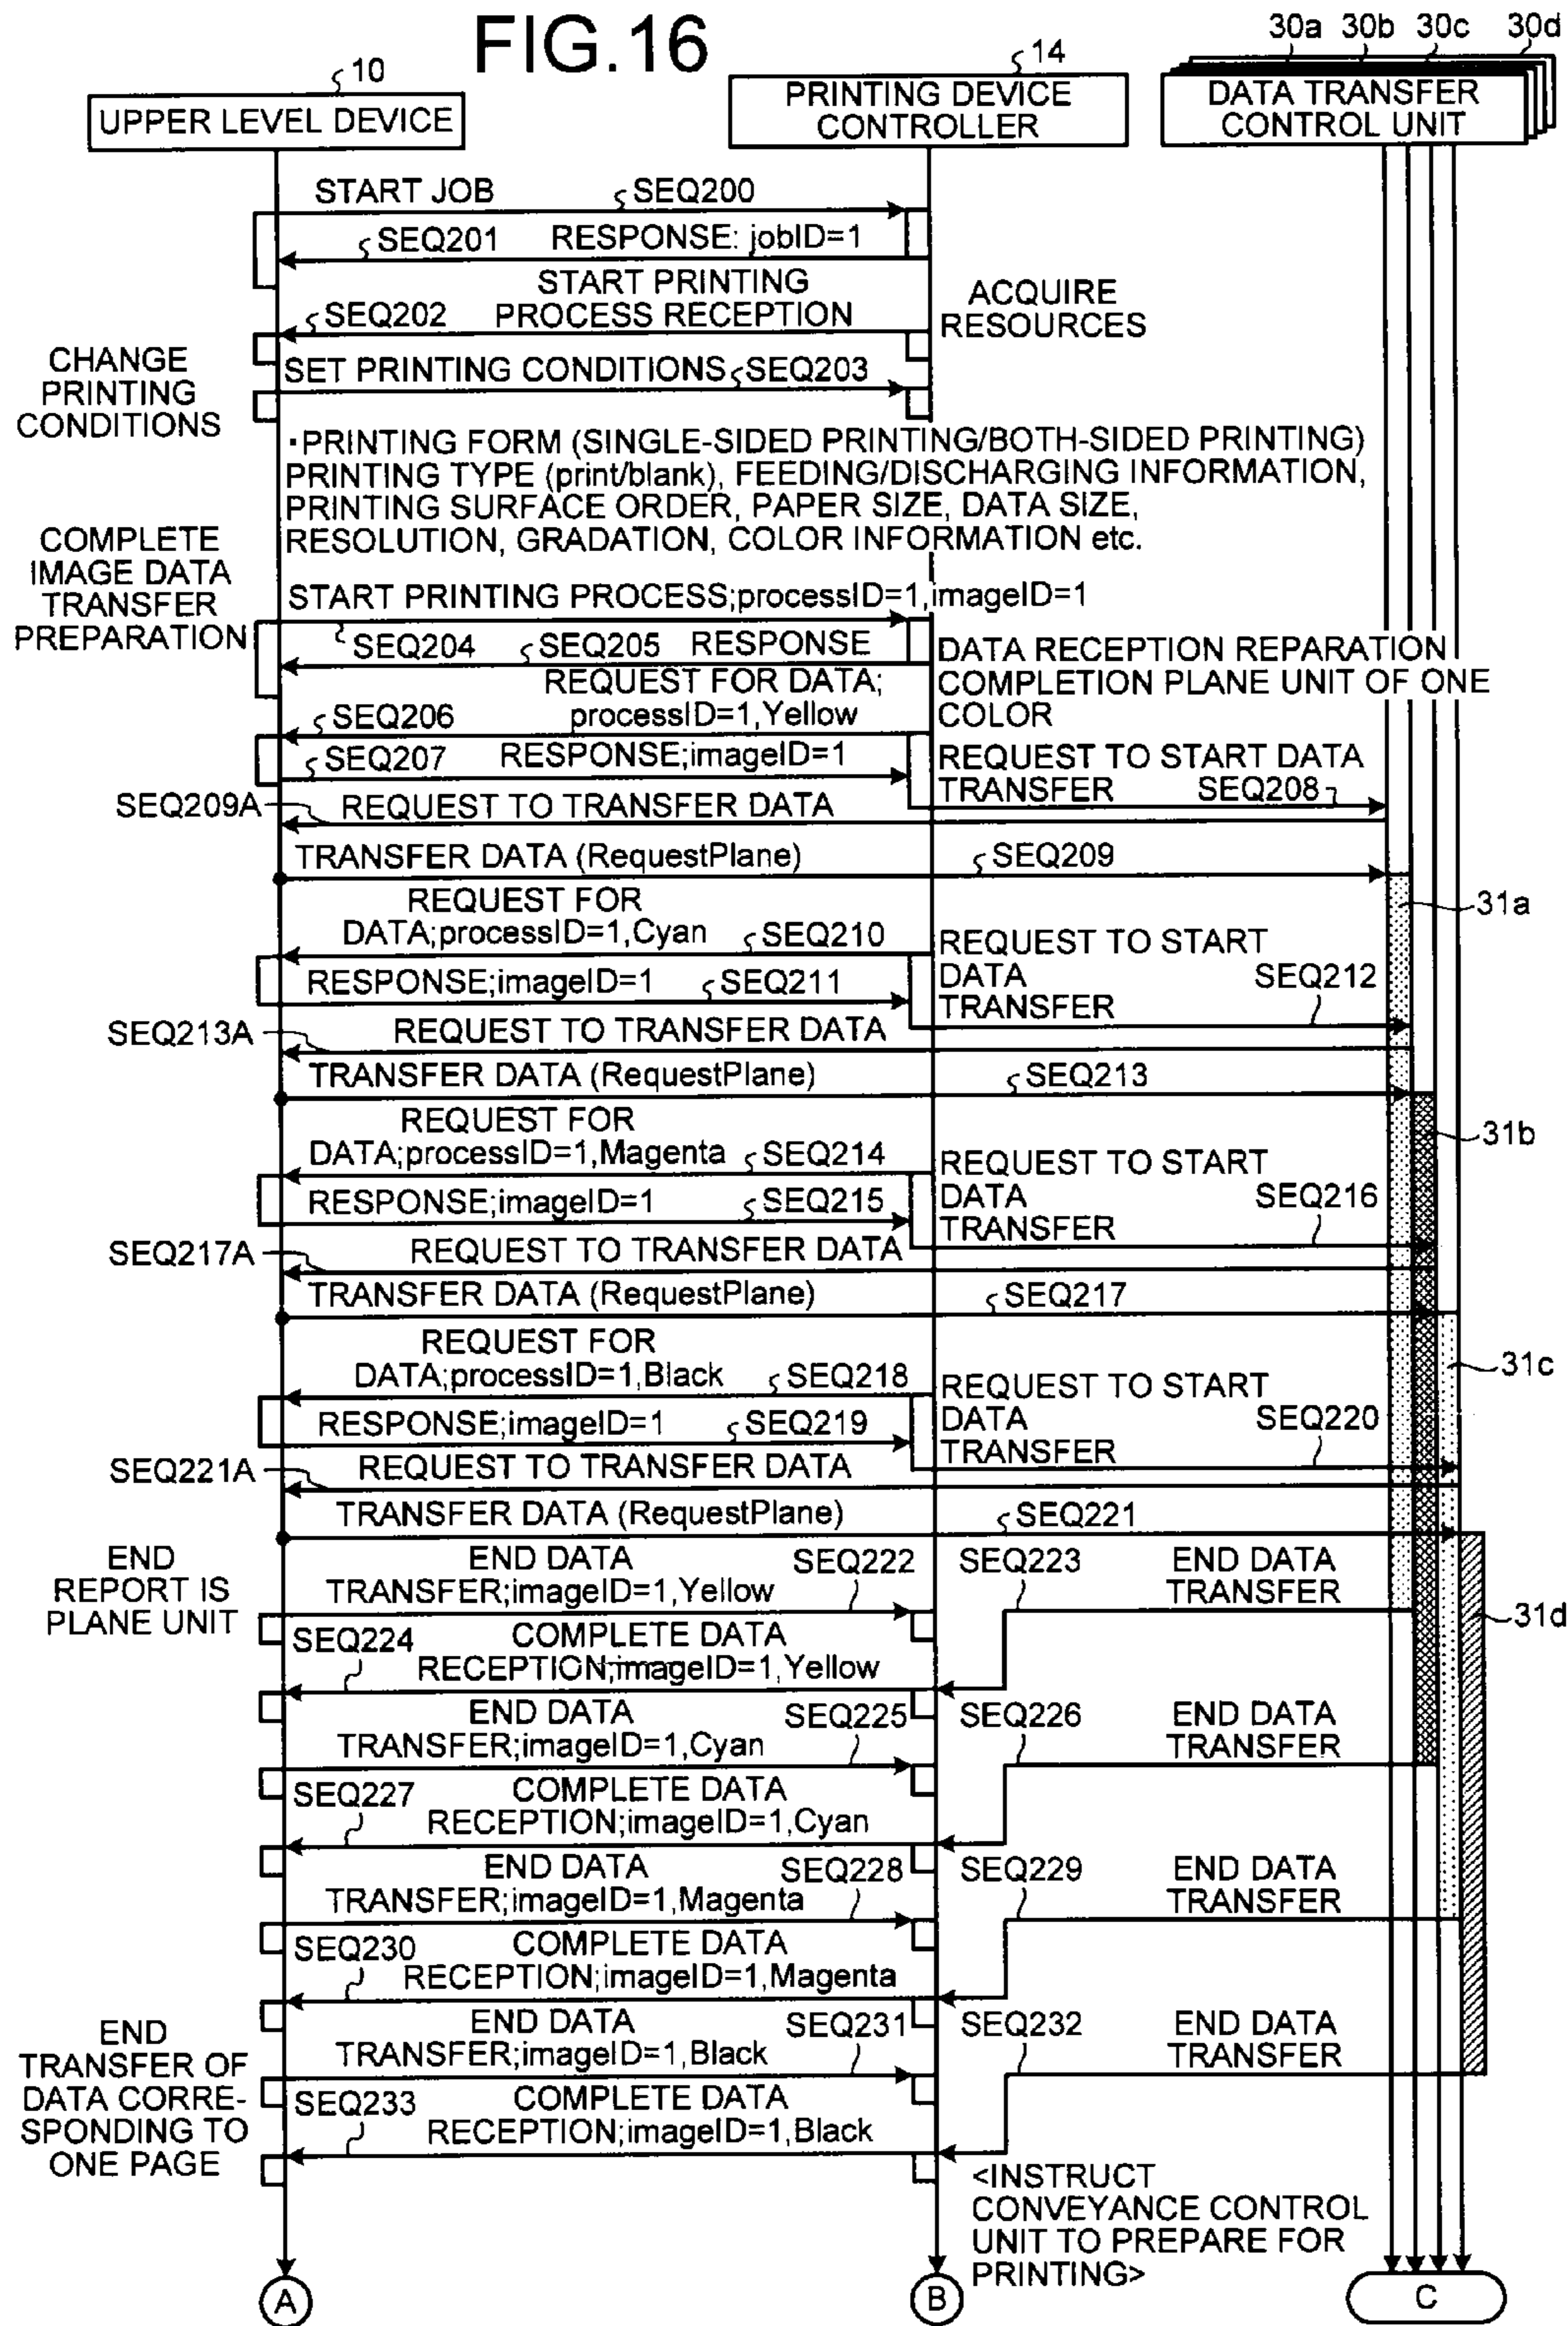 FIG.16
30a 30b 30c 30d
10
14
UPPER LEVEL DEVICE
PRINTING DEVICE
CONTROLLER
DATA TRANSFER
CONTROL UNIT
START JOB
SEQ200
SEQ201
RESPONSE: jobID=1
START PRINTING
PROCESS RECEPTION
SEQ202
ACQUIRE
RESOURCES
CHANGE
PRINTING
CONDITIONS
SET PRINTING CONDITIONS
SEQ203
·PRINTING FORM (SINGLE-SIDED PRINTING/BOTH-SIDED PRINTING)
PRINTING TYPE (print/blank), FEEDING/DISCHARGING INFORMATION,
PRINTING SURFACE ORDER, PAPER SIZE, DATA SIZE,
RESOLUTION, GRADATION, COLOR INFORMATION etc.
COMPLETE
IMAGE DATA
TRANSFER
PREPARATION
START PRINTING PROCESS;processID=1,imageID=1
SEQ204
SEQ205
RESPONSE
DATA RECEPTION REPARATION
COMPLETION PLANE UNIT OF ONE
COLOR
REQUEST FOR DATA;
processID=1,Yellow
SEQ206
SEQ207
RESPONSE;imageID=1
REQUEST TO START DATA
TRANSFER
SEQ208
SEQ209A
REQUEST TO TRANSFER DATA
TRANSFER DATA (RequestPlane)
SEQ209
31a
REQUEST FOR
DATA;processID=1,Cyan
SEQ210
REQUEST TO START
DATA
TRANSFER
RESPONSE;imageID=1
SEQ211
SEQ212
SEQ213A
REQUEST TO TRANSFER DATA
TRANSFER DATA (RequestPlane)
SEQ213
31b
REQUEST FOR
DATA;processID=1,Magenta
SEQ214
REQUEST TO START
DATA
TRANSFER
RESPONSE;imageID=1
SEQ215
SEQ216
SEQ217A
REQUEST TO TRANSFER DATA
TRANSFER DATA (RequestPlane)
SEQ217
31c
REQUEST FOR
DATA;processID=1,Black
SEQ218
REQUEST TO START
DATA
TRANSFER
RESPONSE;imageID=1
SEQ219
SEQ220
SEQ221A
REQUEST TO TRANSFER DATA
TRANSFER DATA (RequestPlane)
SEQ221
31d
END
REPORT IS
PLANE UNIT
END DATA
TRANSFER;imageID=1,Yellow
SEQ222
SEQ223
END DATA
TRANSFER
SEQ224
COMPLETE DATA
RECEPTION;imageID=1,Yellow
END DATA
TRANSFER;imageID=1,Cyan
SEQ225
SEQ226
END DATA
TRANSFER
SEQ227
COMPLETE DATA
RECEPTION;imageID=1,Cyan
END DATA
TRANSFER;imageID=1,Magenta
SEQ228
SEQ229
END DATA
TRANSFER
SEQ230
COMPLETE DATA
RECEPTION;imageID=1,Magenta
END DATA
TRANSFER;imageID=1,Black
SEQ231
SEQ232
END DATA
TRANSFER
END
TRANSFER OF
DATA CORRE-
SPONDING TO
ONE PAGE
SEQ233
COMPLETE DATA
RECEPTION;imageID=1,Black
<INSTRUCT
CONVEYANCE CONTROL
UNIT TO PREPARE FOR
PRINTING>
A
B
C